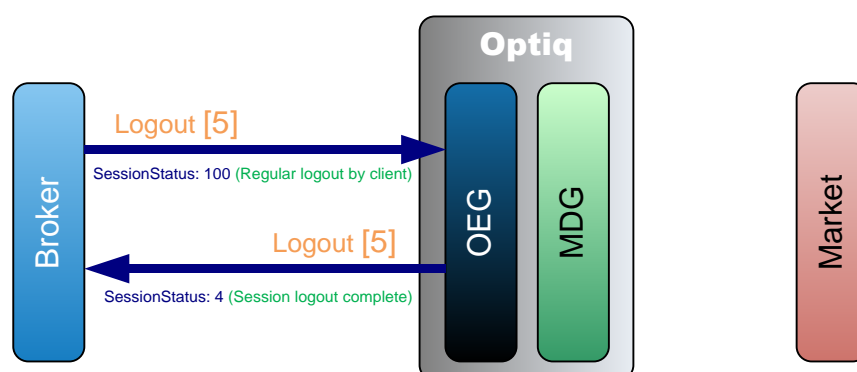 Optiq
Logout [5]
SessionStatus: 100 (Regular logout by client)
Logout [5]
SessionStatus: 4 (Session logout complete)
Broker
OEG
MDG
Market